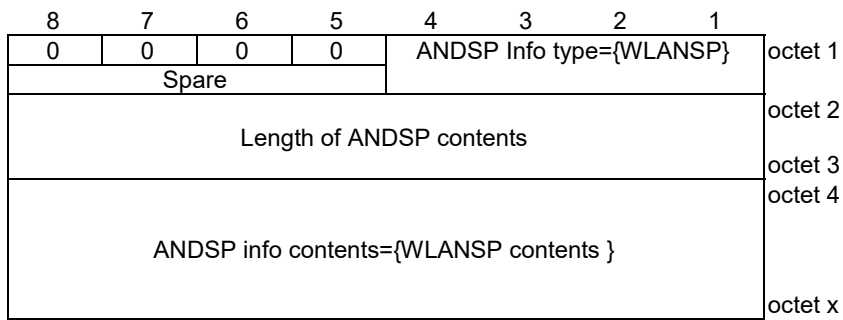 8 7 6 5 4 3 2 1
0 0 0 0 ANDSP Info type={WLANSP} octet 1
Spare
octet 2
Length of ANDSP contents
octet 3
octet 4
ANDSP info contents={WLANSP contents }
octet x